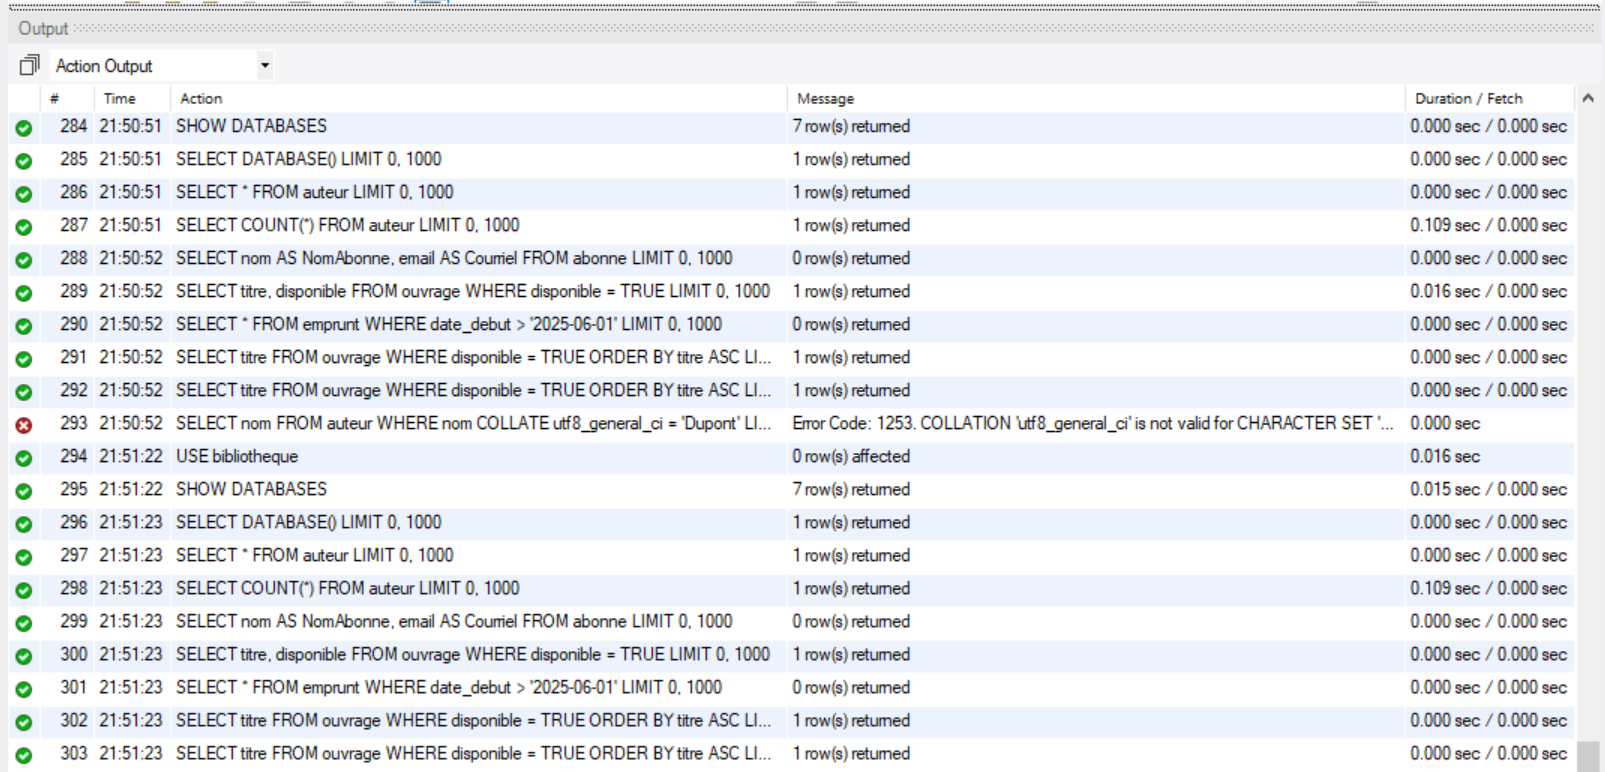 Output
Action Output
# Time Action Message Duration / Fetch
284 21:50:51 SHOW DATABASES 7 row(s) returned 0.000 sec / 0.000 sec
285 21:50:51 SELECT DATABASE() LIMIT 0, 1000 1 row(s) returned 0.000 sec / 0.000 sec
286 21:50:51 SELECT * FROM auteur LIMIT 0, 1000 1 row(s) returned 0.000 sec / 0.000 sec
287 21:50:51 SELECT COUNT(*) FROM auteur LIMIT 0, 1000 1 row(s) returned 0.109 sec / 0.000 sec
288 21:50:52 SELECT nom AS NomAbonne, email AS Courriel FROM abonne LIMIT 0, 1000 0 row(s) returned 0.000 sec / 0.000 sec
289 21:50:52 SELECT titre, disponible FROM ouvrage WHERE disponible = TRUE LIMIT 0, 1000 1 row(s) returned 0.016 sec / 0.000 sec
290 21:50:52 SELECT * FROM emprunt WHERE date_debut > '2025-06-01' LIMIT 0, 1000 0 row(s) returned 0.000 sec / 0.000 sec
291 21:50:52 SELECT titre FROM ouvrage WHERE disponible = TRUE ORDER BY titre ASC LI... 1 row(s) returned 0.000 sec / 0.000 sec
292 21:50:52 SELECT titre FROM ouvrage WHERE disponible = TRUE ORDER BY titre ASC LI... 1 row(s) returned 0.000 sec / 0.000 sec
293 21:50:52 SELECT nom FROM auteur WHERE nom COLLATE utf8_general_ci = 'Dupont' LI... Error Code: 1253. COLLATION 'utf8_general_ci' is not valid for CHARACTER SET '... 0.000 sec
294 21:51:22 USE bibliotheque 0 row(s) affected 0.016 sec
295 21:51:22 SHOW DATABASES 7 row(s) returned 0.015 sec / 0.000 sec
296 21:51:23 SELECT DATABASE() LIMIT 0, 1000 1 row(s) returned 0.000 sec / 0.000 sec
297 21:51:23 SELECT * FROM auteur LIMIT 0, 1000 1 row(s) returned 0.000 sec / 0.000 sec
298 21:51:23 SELECT COUNT(*) FROM auteur LIMIT 0, 1000 1 row(s) returned 0.109 sec / 0.000 sec
299 21:51:23 SELECT nom AS NomAbonne, email AS Courriel FROM abonne LIMIT 0, 1000 0 row(s) returned 0.000 sec / 0.000 sec
300 21:51:23 SELECT titre, disponible FROM ouvrage WHERE disponible = TRUE LIMIT 0, 1000 1 row(s) returned 0.000 sec / 0.000 sec
301 21:51:23 SELECT * FROM emprunt WHERE date_debut > '2025-06-01' LIMIT 0, 1000 0 row(s) returned 0.000 sec / 0.000 sec
302 21:51:23 SELECT titre FROM ouvrage WHERE disponible = TRUE ORDER BY titre ASC LI... 1 row(s) returned 0.000 sec / 0.000 sec
303 21:51:23 SELECT titre FROM ouvrage WHERE disponible = TRUE ORDER BY titre ASC LI... 1 row(s) returned 0.000 sec / 0.000 sec